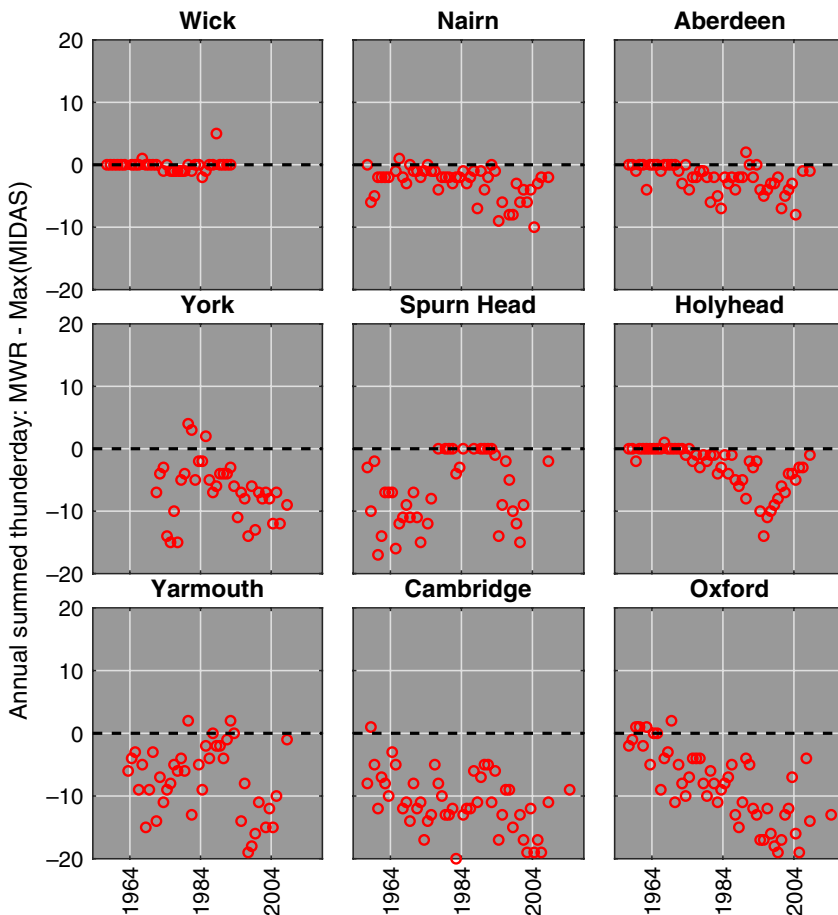 Annual summed thunderday: MWR - Max(MIDAS)
Wick
Nairn
Aberdeen
20
10
0
−10
−20
York
Spurn Head
Holyhead
20
10
0
−10
−20
Yarmouth
Cambridge
Oxford
20
10
0
−10
−20
1964
1984
2004
1964
1984
2004
1964
1984
2004